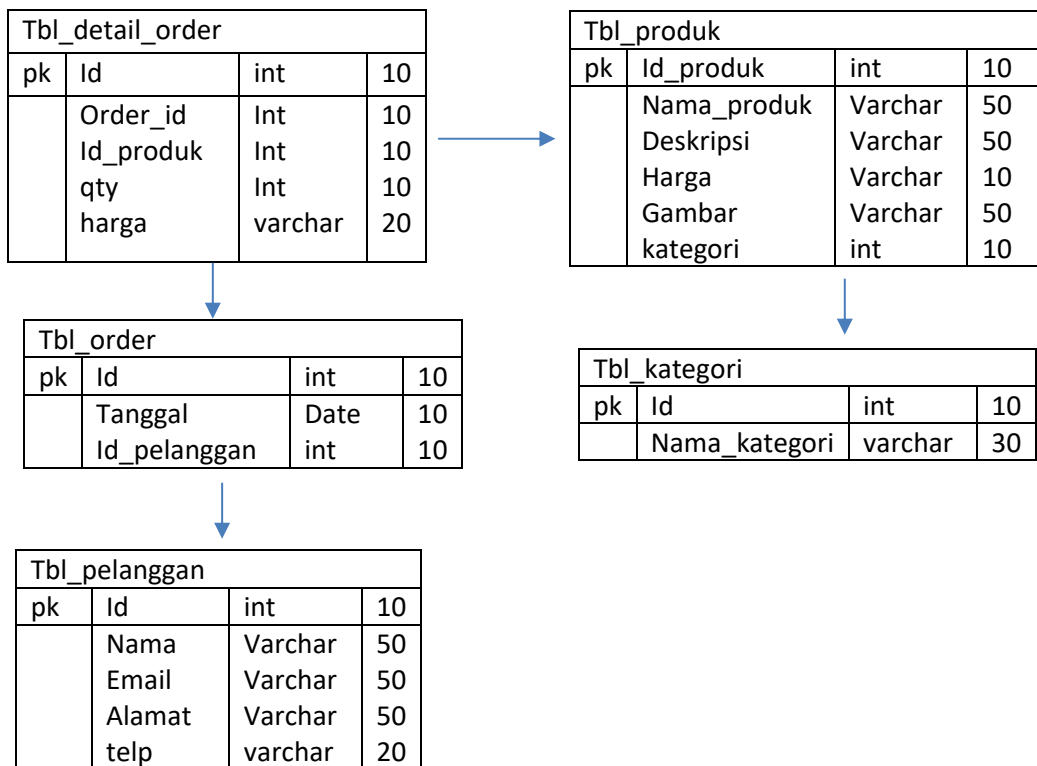 Tbl_detail_order
pk Id int 10
Order_id Int 10
Id_produk Int 10
qty Int 10
harga varchar 20
Tbl_produk
pk Id_produk int 10
Nama_produk Varchar 50
Deskripsi Varchar 50
Harga Varchar 10
Gambar Varchar 50
kategori int 10
Tbl_order
pk Id int 10
Tanggal Date 10
Id_pelanggan int 10
Tbl_kategori
pk Id int 10
Nama_kategori varchar 30
Tbl_pelanggan
pk Id int 10
Nama Varchar 50
Email Varchar 50
Alamat Varchar 50
telp varchar 20